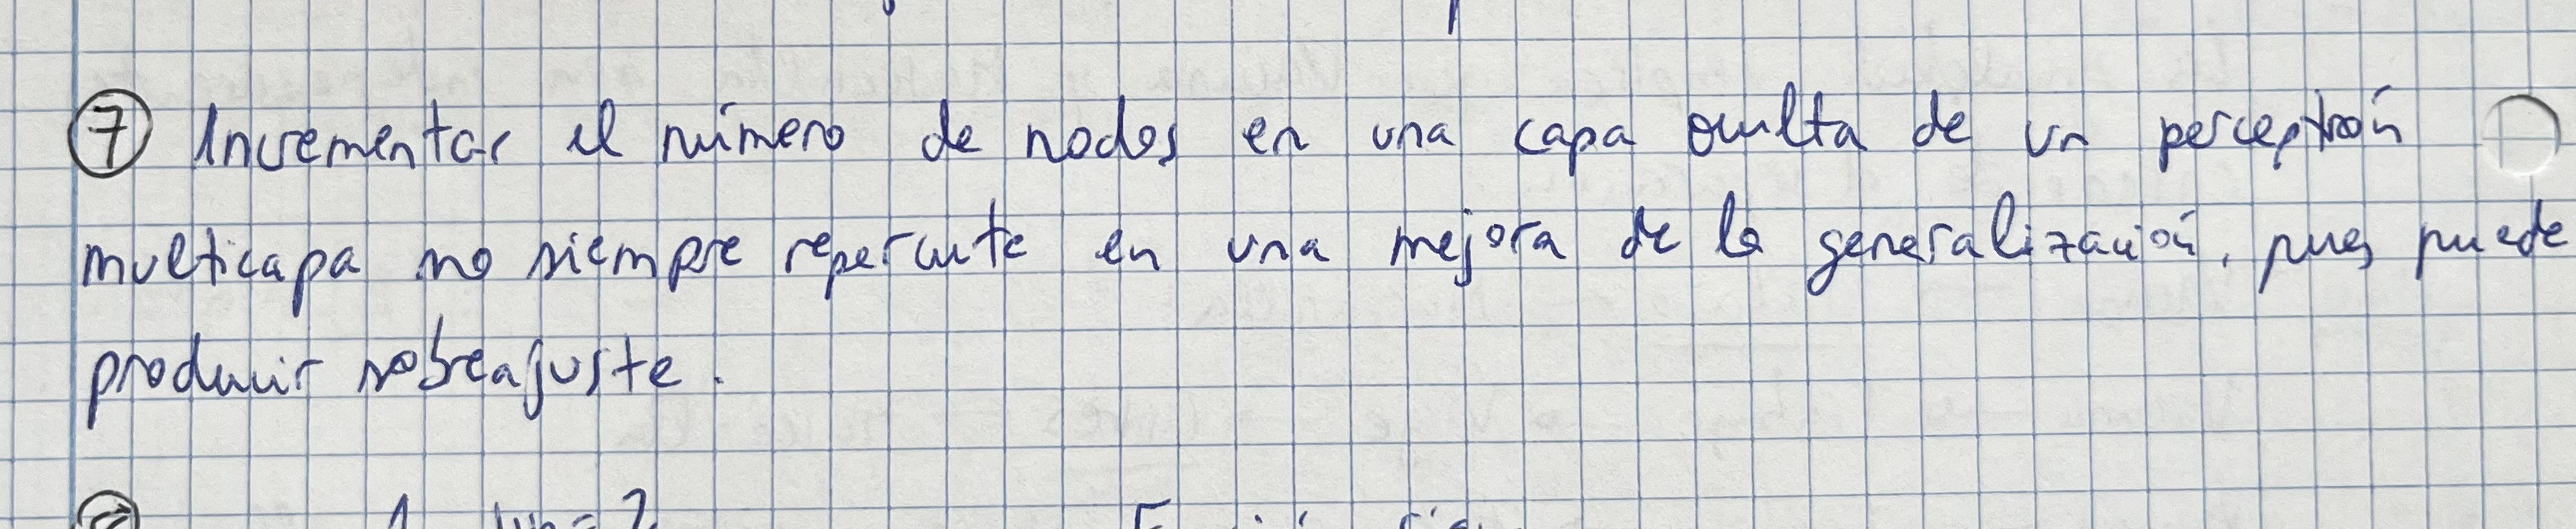 ⑦ Incrementar el número de nodos en una capa oculta de un perceptrón
multicapa no siempre repercute en una mejora de la generalización, pues puede
producir sobreajuste.